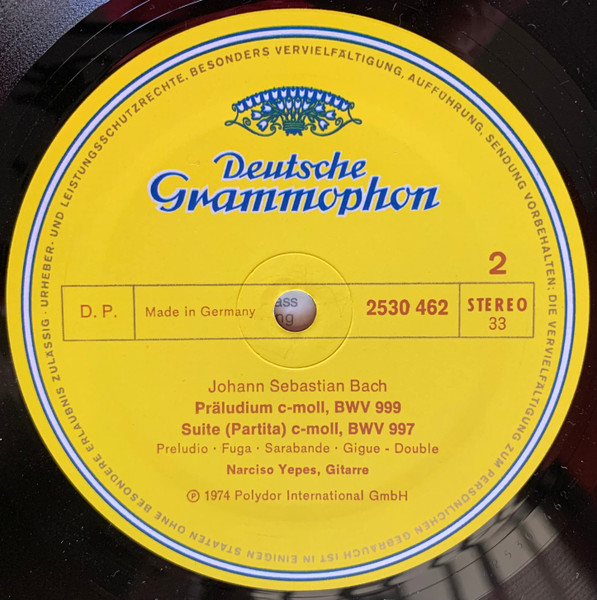 URHEBER- UND LEISTUNGSSCHUTZRECHTE, BESONDERS VERVIELFÄLTIGUNG, AUFFÜHRUNG, SENDUNG VORBEHALTEN; DIE VERVIELFÄLTIGUNG ZUM PERSÖNLICHEN GEBRAUCH IST IN EINIGEN STAATEN OHNE BESONDERE ERLAUBNIS ZULÄSSIG ·
Deutsche
Grammophon
2
D. P.
Made in Germany
2530 462
STEREO
33
Johann Sebastian Bach
Präludium c-moll, BWV 999
Suite (Partita) c-moll, BWV 997
Preludio · Fuga · Sarabande · Gigue - Double
Narciso Yepes, Gitarre
℗ 1974 Polydor International GmbH